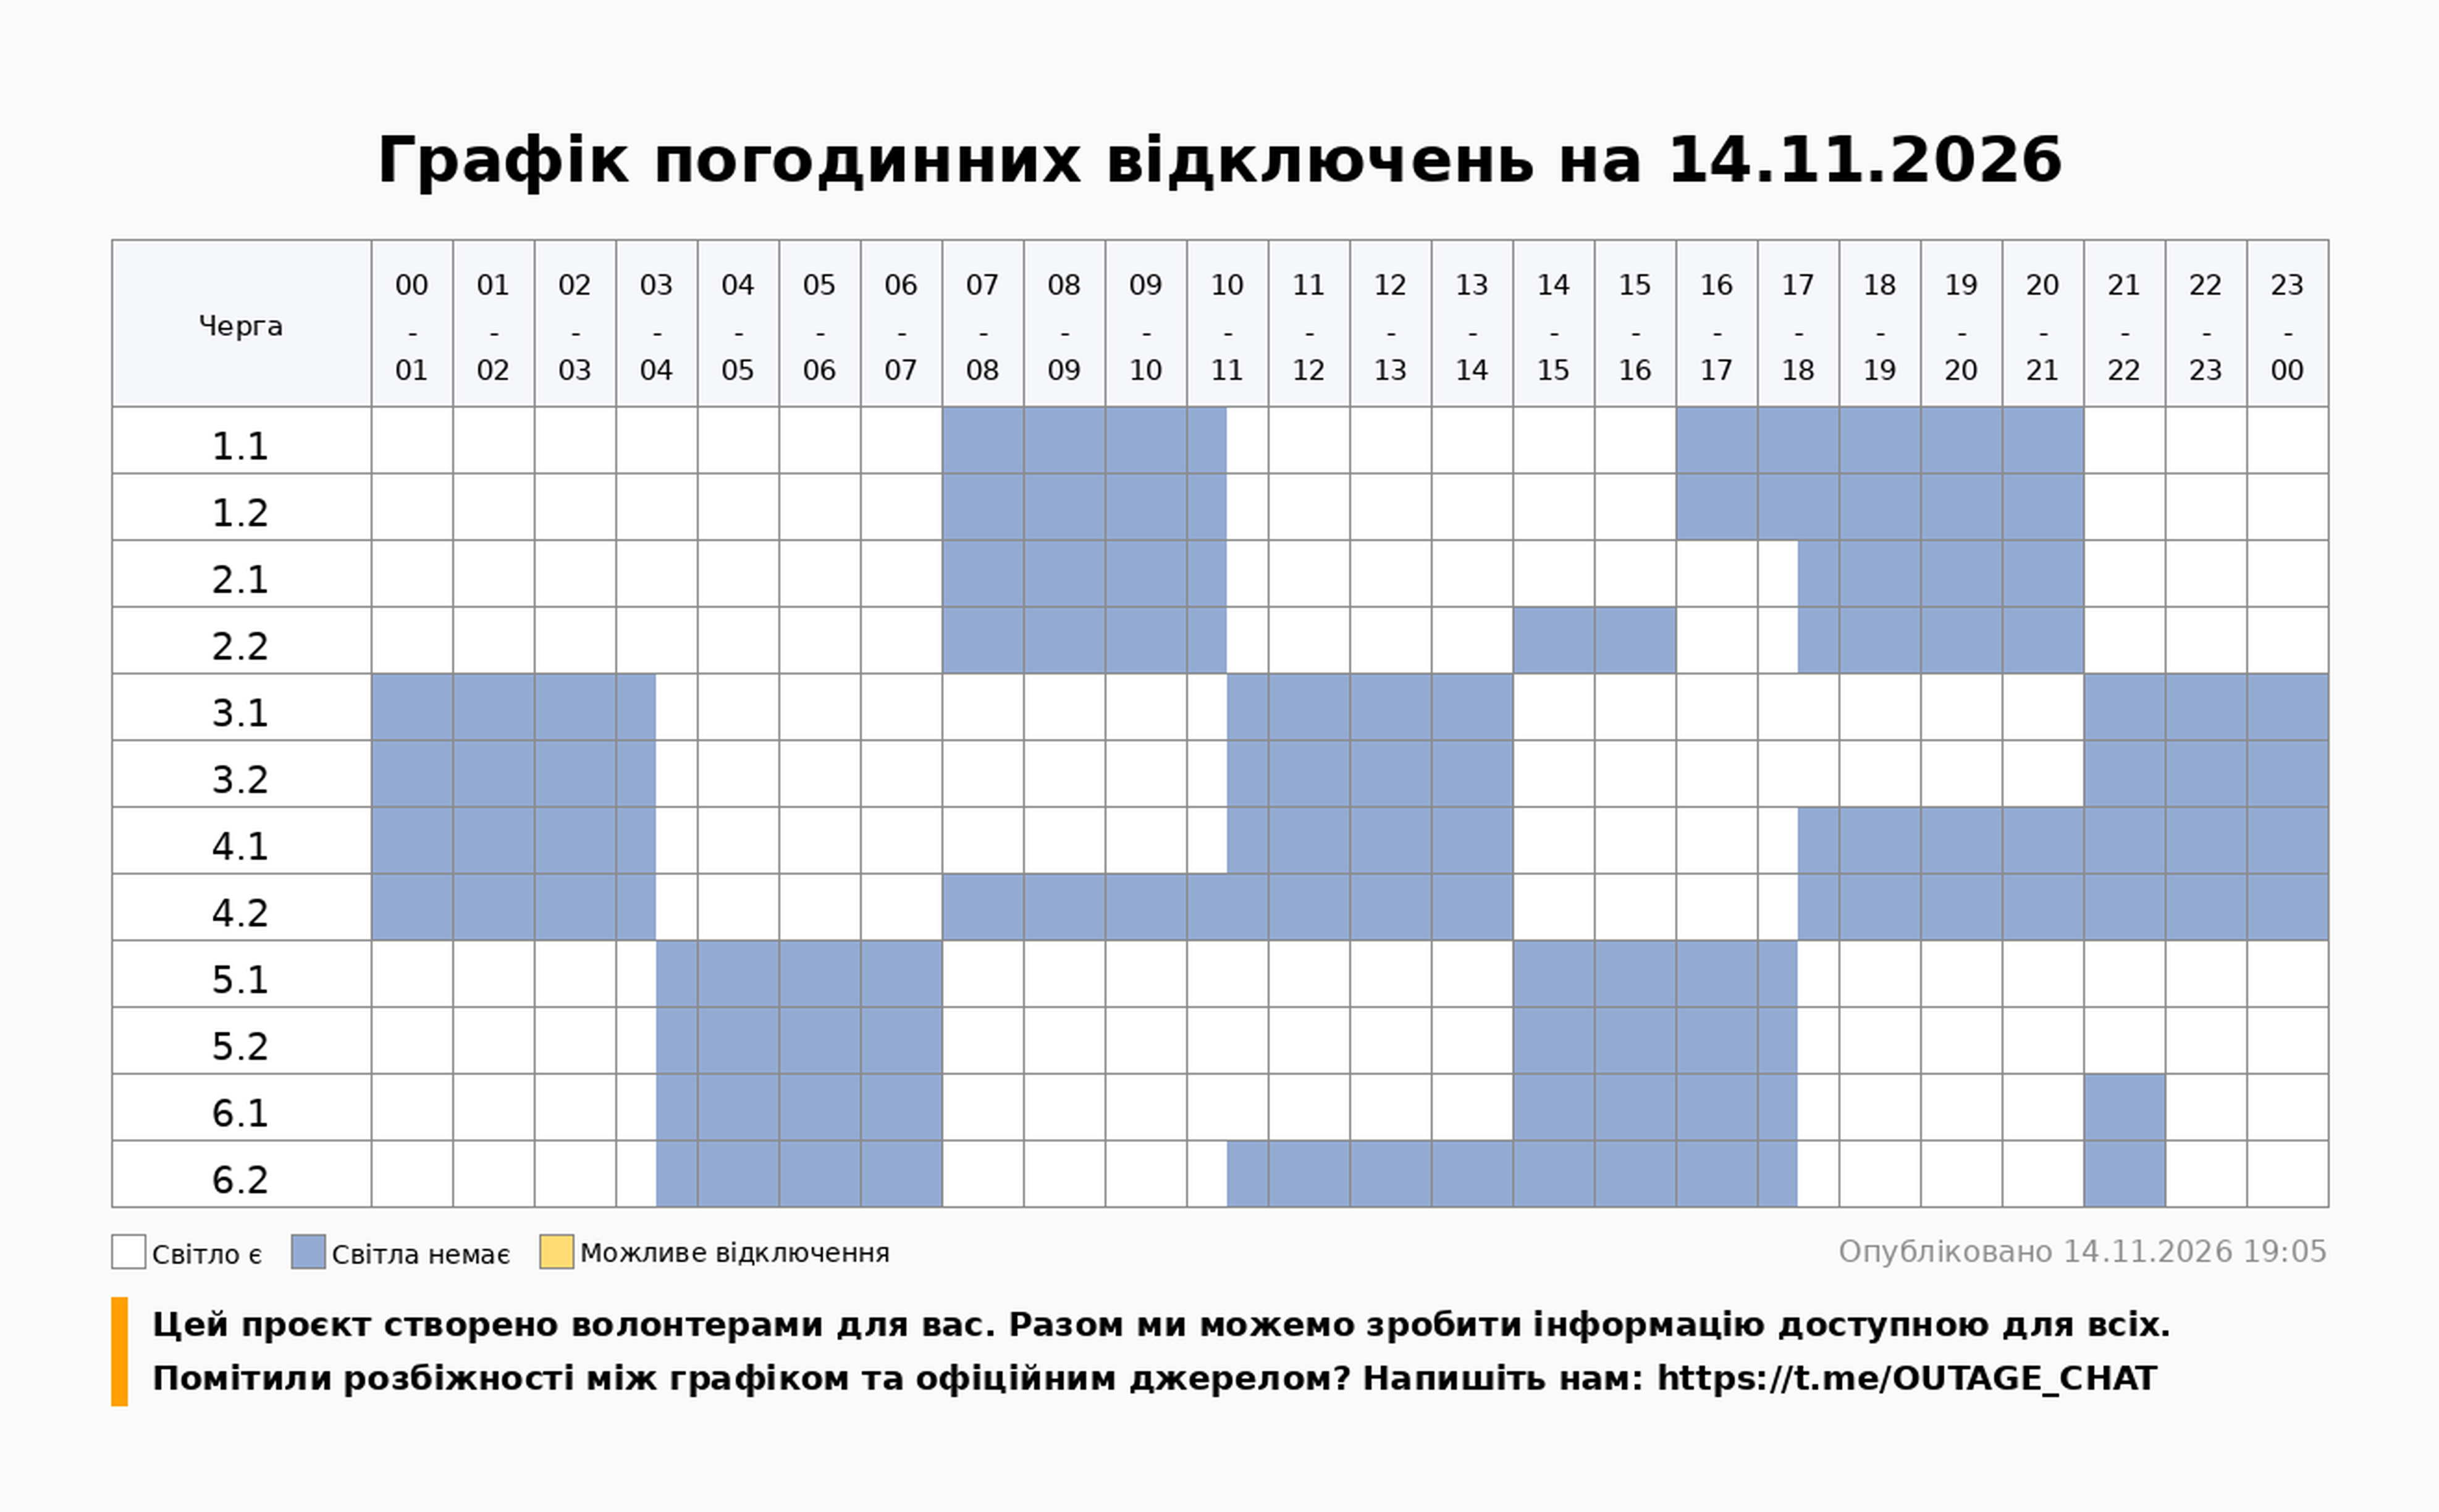 Графік погодинних відключень на 14.11.2026
Черга
00 - 01
01 - 02
02 - 03
03 - 04
04 - 05
05 - 06
06 - 07
07 - 08
08 - 09
09 - 10
10 - 11
11 - 12
12 - 13
13 - 14
14 - 15
15 - 16
16 - 17
17 - 18
18 - 19
19 - 20
20 - 21
21 - 22
22 - 23
23 - 00
1.1
1.2
2.1
2.2
3.1
3.2
4.1
4.2
5.1
5.2
6.1
6.2
Світло є
Світла немає
Можливе відключення
Опубліковано 14.11.2026 19:05
Цей проєкт створено волонтерами для вас. Разом ми можемо зробити інформацію доступною для всіх.
Помітили розбіжності між графіком та офіційним джерелом? Напишіть нам: https://t.me/OUTAGE_CHAT